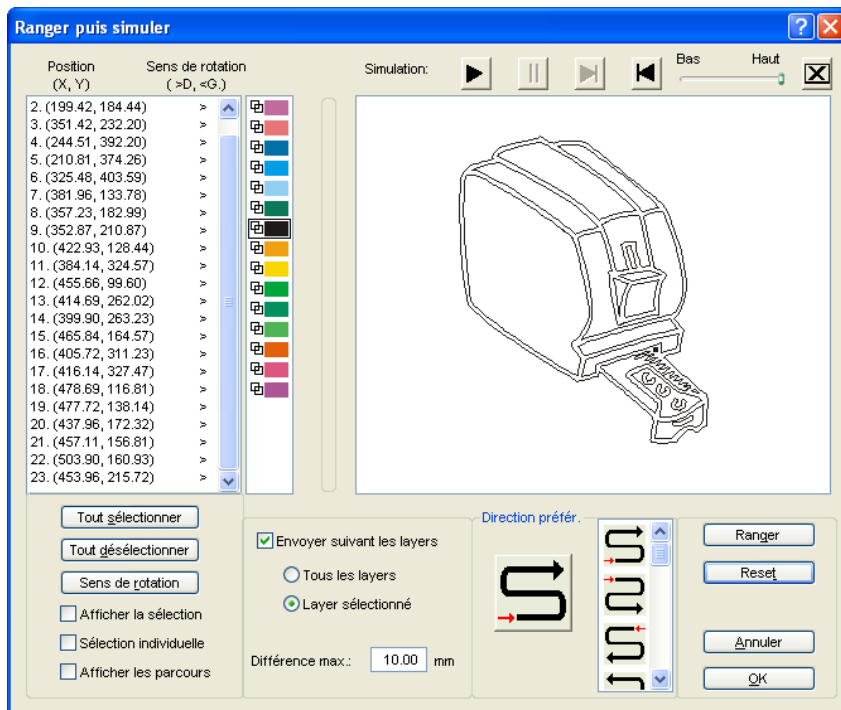 Ranger puis simuler
Position Sens de rotation
(X, Y) ( >D, <G.)
Simulation:
Bas Haut
2. (199.42, 184.44) >
3. (351.42, 232.20) >
4. (244.51, 392.20) >
5. (210.81, 374.26) >
6. (325.48, 403.59) >
7. (381.96, 133.78) >
8. (357.23, 182.99) >
9. (352.87, 210.87) >
10. (422.93, 128.44) >
11. (384.14, 324.57) >
12. (455.66, 99.60) >
13. (414.69, 262.02) >
14. (399.90, 263.23) >
15. (465.84, 164.57) >
16. (405.72, 311.23) >
17. (416.14, 327.47) >
18. (478.69, 116.81) >
19. (477.72, 138.14) >
20. (437.96, 172.32) >
21. (457.11, 156.81) >
22. (503.90, 160.93) >
23. (453.96, 215.72) >
Tout sélectionner
Tout désélectionner
Sens de rotation
Afficher la sélection
Sélection individuelle
Afficher les parcours
Envoyer suivant les layers
Tous les layers
Layer sélectionné
Différence max.: 10.00 mm
Direction préfér.
Ranger
Reset
Annuler
OK